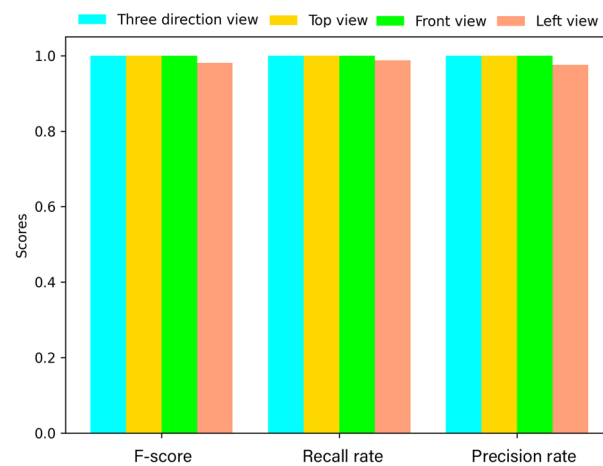 Three direction view Top view Front view Left view
1.0
0.8
0.6
0.4
0.2
0.0
Scores
F-score Recall rate Precision rate